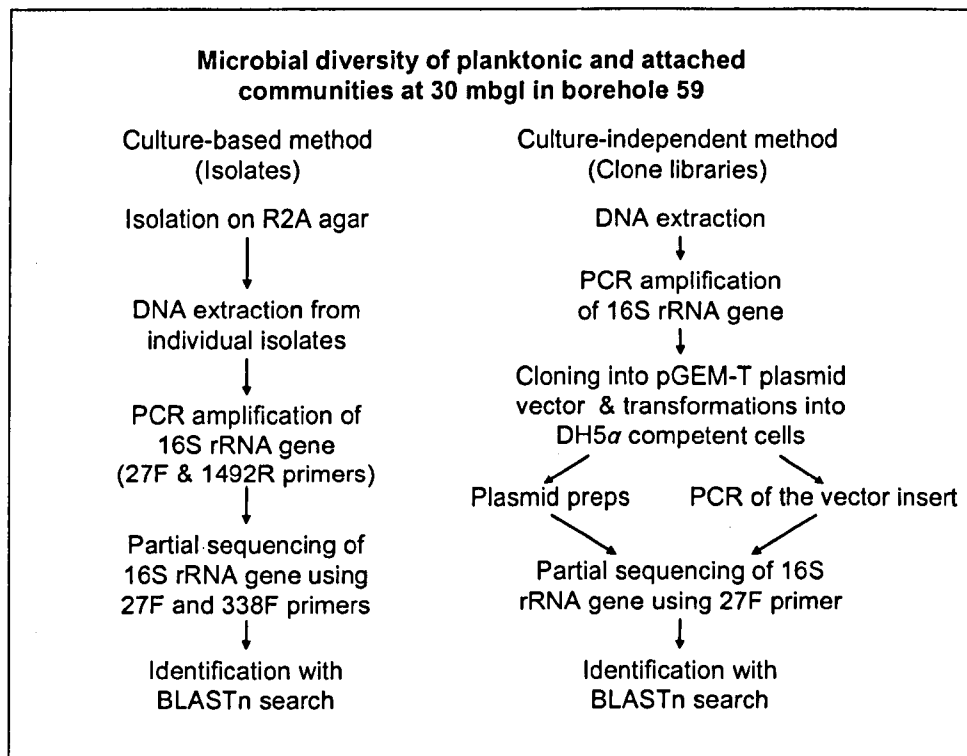 Microbial diversity of planktonic and attached
communities at 30 mbgl in borehole 59
Culture-based method
(Isolates)
Isolation on R2A agar
DNA extraction from
individual isolates
PCR amplification of
16S rRNA gene
(27F & 1492R primers)
Partial sequencing of
16S rRNA gene using
27F and 338F primers
Identification with
BLASTn search
Culture-independent method
(Clone libraries)
DNA extraction
PCR amplification
of 16S rRNA gene
Cloning into pGEM-T plasmid
vector & transformations into
DH5α competent cells
Plasmid preps
PCR of the vector insert
Partial sequencing of 16S
rRNA gene using 27F primer
Identification with
BLASTn search